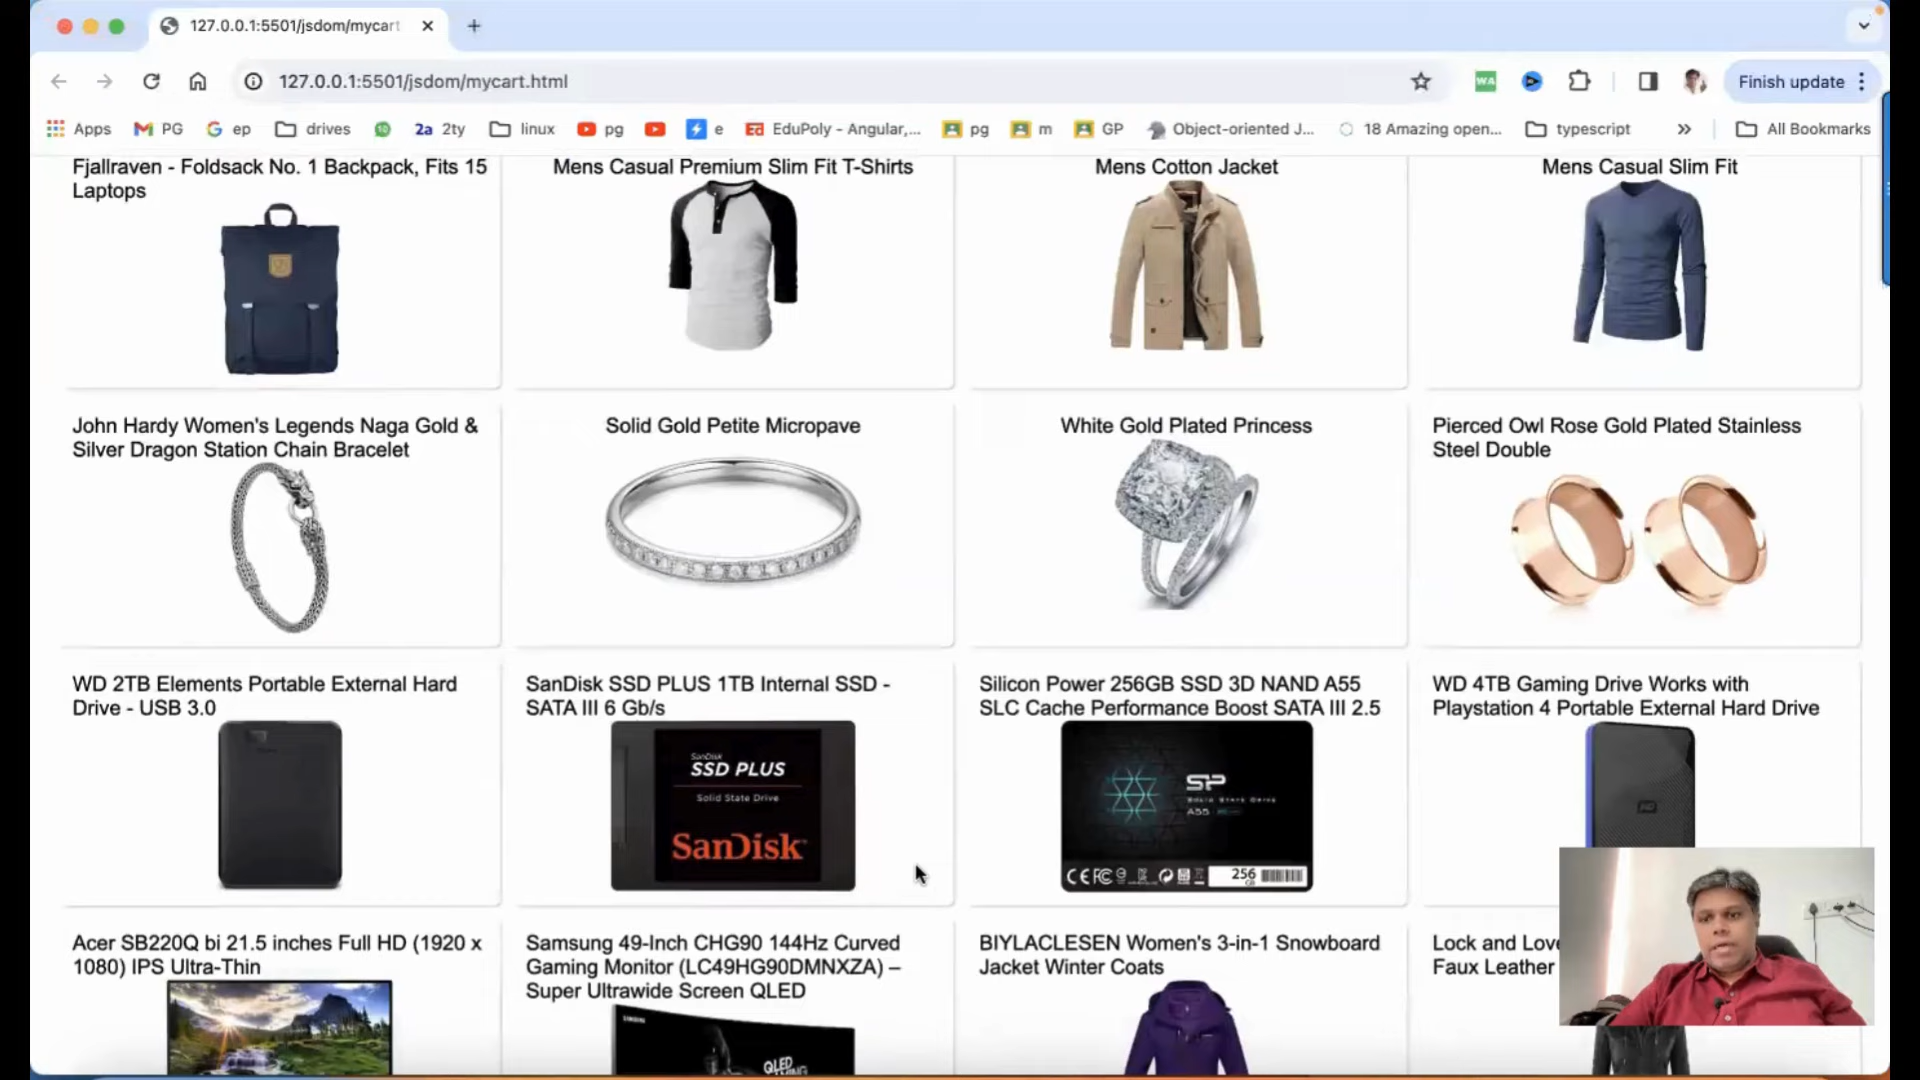 127.0.0.1:5501/jsdom/mycart
127.0.0.1:5501/jsdom/mycart.html
WA
Finish update
Apps
PG
ep
drives
2a 2ty
linux
pg
e
EduPoly - Angular,...
pg
m
GP
Object-oriented J...
18 Amazing open...
typescript
All Bookmarks
Fjallraven - Foldsack No. 1 Backpack, Fits 15
Laptops
Mens Casual Premium Slim Fit T-Shirts
Mens Cotton Jacket
Mens Casual Slim Fit
John Hardy Women's Legends Naga Gold &
Silver Dragon Station Chain Bracelet
Solid Gold Petite Micropave
White Gold Plated Princess
Pierced Owl Rose Gold Plated Stainless
Steel Double
WD 2TB Elements Portable External Hard
Drive - USB 3.0
SanDisk SSD PLUS 1TB Internal SSD -
SATA III 6 Gb/s
SanDisk
SSD PLUS
Solid State Drive
SanDisk
Silicon Power 256GB SSD 3D NAND A55
SLC Cache Performance Boost SATA III 2.5
SP
Solid State Drive
A55
256
WD 4TB Gaming Drive Works with
Playstation 4 Portable External Hard Drive
WD
Acer SB220Q bi 21.5 inches Full HD (1920 x
1080) IPS Ultra-Thin
Samsung 49-Inch CHG90 144Hz Curved
Gaming Monitor (LC49HG90DMNXZA) –
Super Ultrawide Screen QLED
SAMSUNG
QLED
BIYLACLESEN Women's 3-in-1 Snowboard
Jacket Winter Coats
Lock and Love
Faux Leather